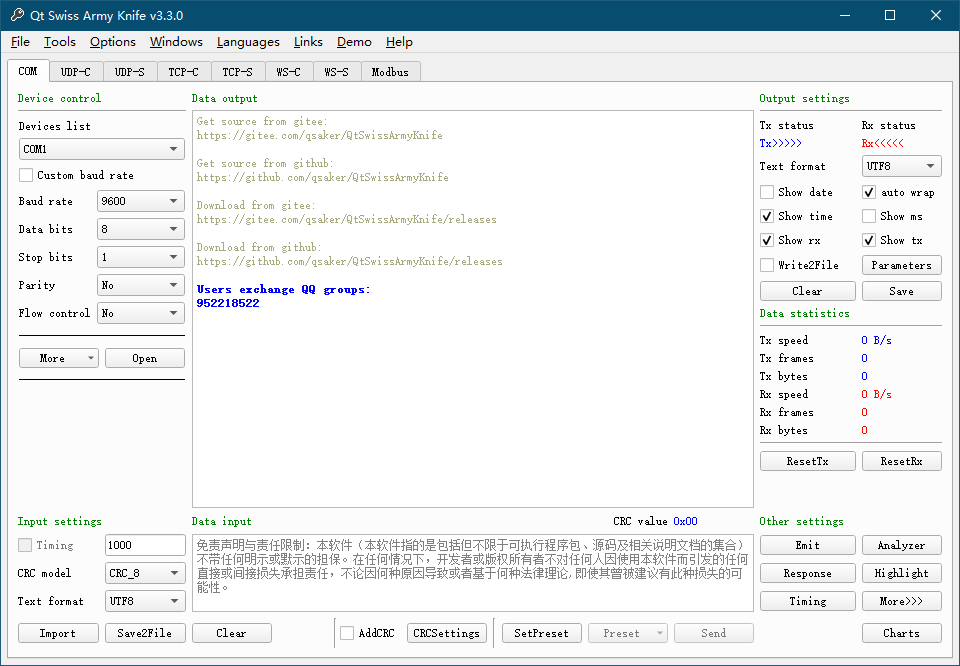 Qt Swiss Army Knife v3.3.0
File Tools Options Windows Languages Links Demo Help
COM UDP-C UDP-S TCP-C TCP-S WS-C WS-S Modbus
Device control
Devices list
COM1
Custom baud rate
Baud rate 9600
Data bits 8
Stop bits 1
Parity No
Flow control No
More Open
Data output
Get source from gitee:
https://gitee.com/qsaker/QtSwissArmyKnife
Get source from github:
https://github.com/qsaker/QtSwissArmyKnife
Download from gitee:
https://gitee.com/qsaker/QtSwissArmyKnife/releases
Download from github:
https://github.com/qsaker/QtSwissArmyKnife/releases
Users exchange QQ groups:
952218522
Output settings
Tx status Rx status
Tx>>>>> Rx<<<<<
Text format UTF8
Show date auto wrap
Show time Show ms
Show rx Show tx
Write2File Parameters
Clear Save
Data statistics
Tx speed 0 B/s
Tx frames 0
Tx bytes 0
Rx speed 0 B/s
Rx frames 0
Rx bytes 0
ResetTx ResetRx
Input settings
Timing 1000
CRC model CRC_8
Text format UTF8
Import Save2File Clear
Data input CRC value 0x00
免责声明与责任限制：本软件（本软件指的是包括但不限于可执行程序包、源码及相关说明文档的集合）
不带任何明示或默示的担保。在任何情况下，开发者或版权所有者不对任何人因使用本软件而引发的任何
直接或间接损失承担责任，不论因何种原因导致或者基于何种法律理论,即使其曾被建议有此种损失的可
能性。
AddCRC CRCSettings SetPreset Preset Send
Other settings
Emit Analyzer
Response Highlight
Timing More>>>
Charts